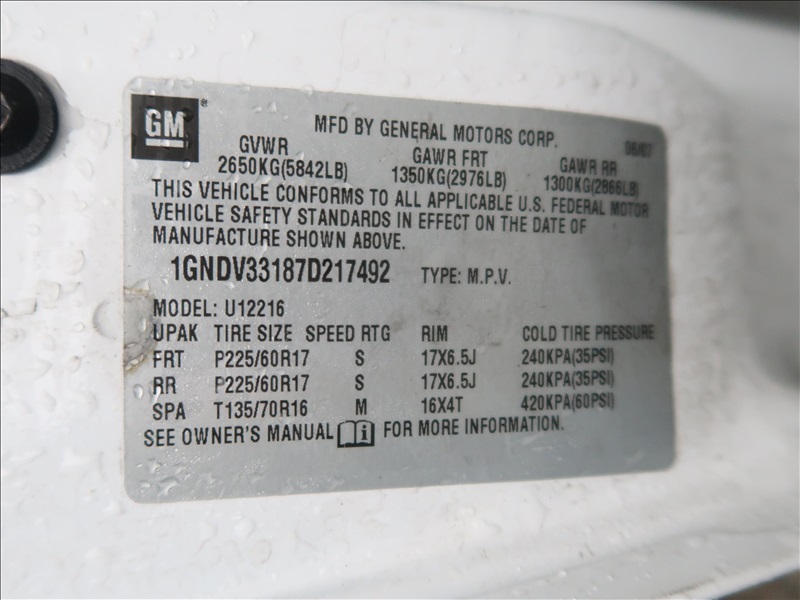 GM®
MFD BY GENERAL MOTORS CORP. 06/07
GVWR GAWR FRT GAWR RR
2650KG(5842LB) 1350KG(2976LB) 1300KG(2866LB)
THIS VEHICLE CONFORMS TO ALL APPLICABLE U.S. FEDERAL MOTOR
VEHICLE SAFETY STANDARDS IN EFFECT ON THE DATE OF
MANUFACTURE SHOWN ABOVE.
1GNDV33187D217492 TYPE: M.P.V.
MODEL: U12216
UPAK TIRE SIZE SPEED RTG RIM COLD TIRE PRESSURE
FRT P225/60R17 S 17X6.5J 240KPA(35PSI)
RR P225/60R17 S 17X6.5J 240KPA(35PSI)
SPA T135/70R16 M 16X4T 420KPA(60PSI)
SEE OWNER'S MANUAL i FOR MORE INFORMATION.